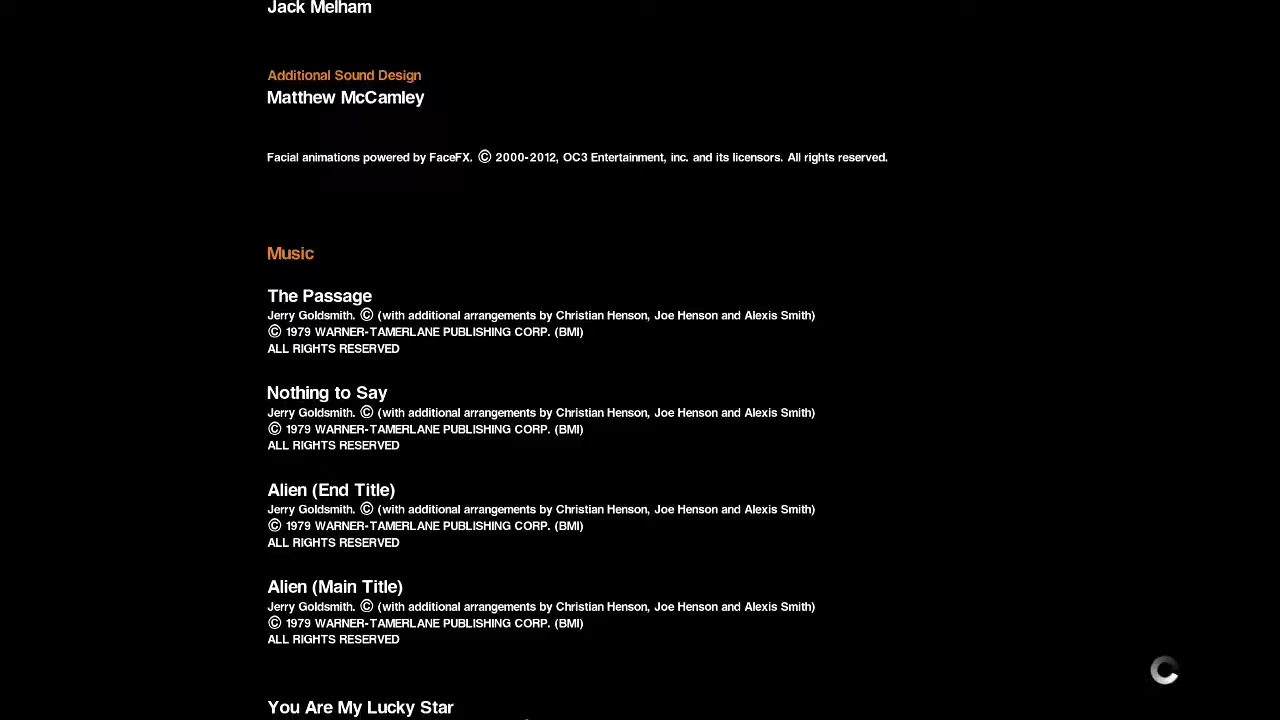 Jack Melham
Additional Sound Design
Matthew McCamley
Facial animations powered by FaceFX. © 2000-2012, OC3 Entertainment, inc. and its licensors. All rights reserved.
Music
The Passage
Jerry Goldsmith. © (with additional arrangements by Christian Henson, Joe Henson and Alexis Smith)
© 1979 WARNER-TAMERLANE PUBLISHING CORP. (BMI)
ALL RIGHTS RESERVED
Nothing to Say
Jerry Goldsmith. © (with additional arrangements by Christian Henson, Joe Henson and Alexis Smith)
© 1979 WARNER-TAMERLANE PUBLISHING CORP. (BMI)
ALL RIGHTS RESERVED
Alien (End Title)
Jerry Goldsmith. © (with additional arrangements by Christian Henson, Joe Henson and Alexis Smith)
© 1979 WARNER-TAMERLANE PUBLISHING CORP. (BMI)
ALL RIGHTS RESERVED
Alien (Main Title)
Jerry Goldsmith. © (with additional arrangements by Christian Henson, Joe Henson and Alexis Smith)
© 1979 WARNER-TAMERLANE PUBLISHING CORP. (BMI)
ALL RIGHTS RESERVED
You Are My Lucky Star